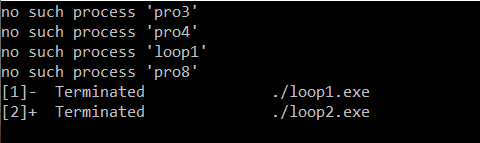 no such process 'pro3'
no such process 'pro4'
no such process 'loop1'
no such process 'pro8'
[1]-  Terminated              ./loop1.exe
[2]+  Terminated              ./loop2.exe